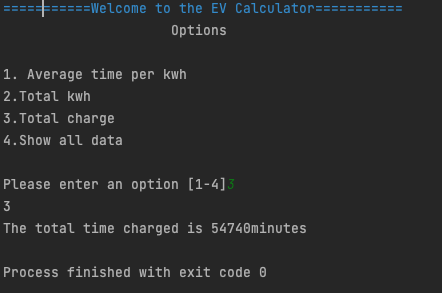 ===========Welcome to the EV Calculator===========
Options
1. Average time per kwh
2.Total kwh
3.Total charge
4.Show all data
Please enter an option [1-4]3
3
The total time charged is 54740minutes
Process finished with exit code 0